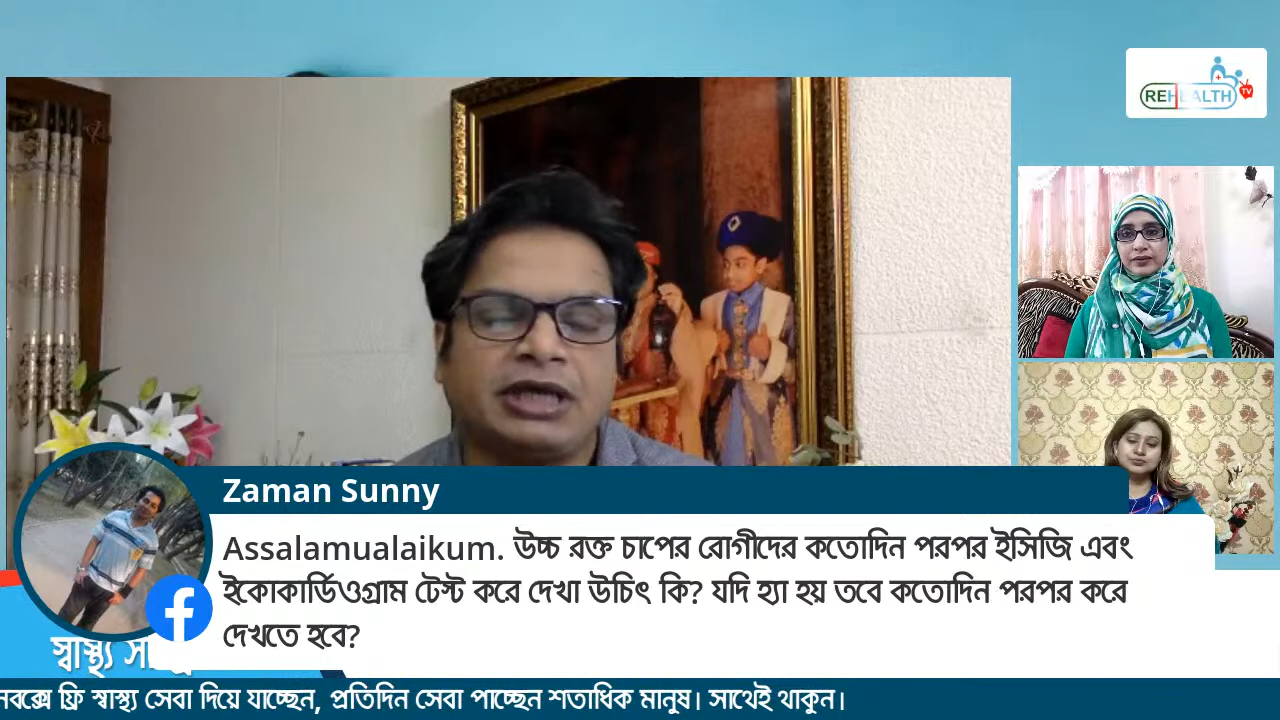 REHEALTH
TV
Zaman Sunny
Assalamualaikum. উচ্চ রক্ত চাপের রোগীদের কতোদিন পরপর ইসিজি এবং
ইকোকার্ডিওগ্রাম টেস্ট করে দেখা উচিৎ কি? যদি হ্যা হয় তবে কতোদিন পরপর করে
দেখতে হবে?
স্বাস্থ্য
নবক্সে ফ্রি স্বাস্থ্য সেবা দিয়ে যাচ্ছেন, প্রতিদিন সেবা পাচ্ছেন শতাধিক মানুষ। সাথেই থাকুন।